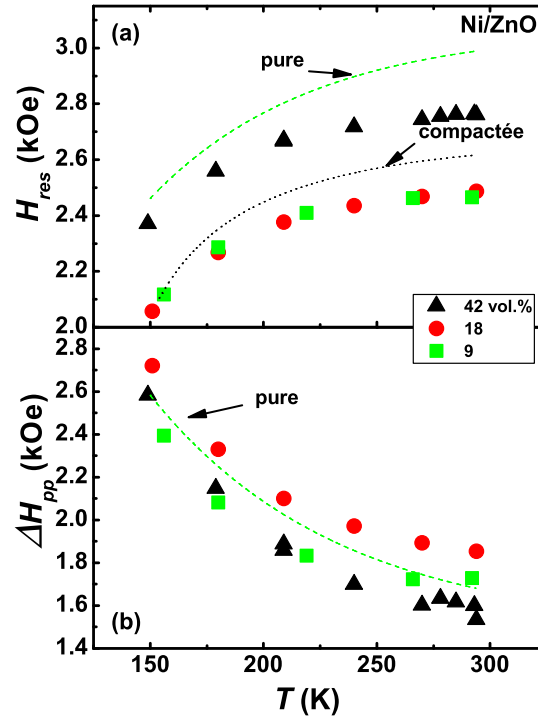 (a)
Ni/ZnO
pure
compactée
H_res (kOe)
3.0
2.8
2.6
2.4
2.2
2.0
42 vol.%
18
9
2.8
2.6
2.4
2.2
2.0
1.8
1.6
1.4
pure
ΔH_pp (kOe)
(b)
150
200
250
300
T (K)